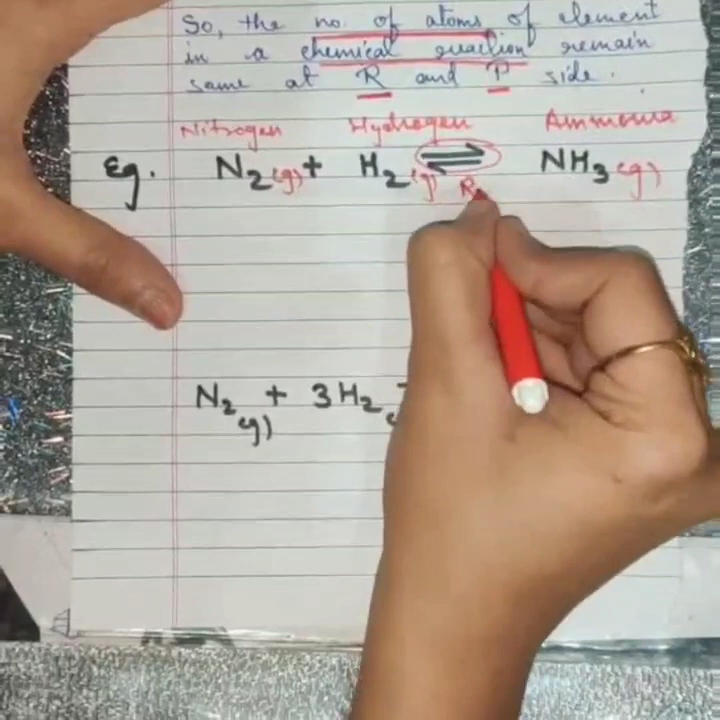 So, the no. of atoms of element
in a chemical reaction remain
same at R and P side.
Nitrogen Hydrogen Ammonia
Eg. N2(g) + H2(g) ⇌ NH3(g)
R
N2 + 3H2
(g)